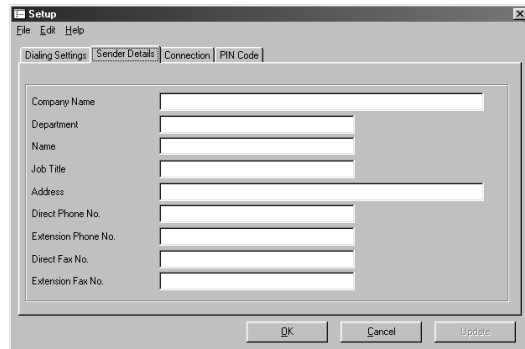 Setup
File Edit Help
Dialing Settings Sender Details Connection PIN Code
Company Name
Department
Name
Job Title
Address
Direct Phone No.
Extension Phone No.
Direct Fax No.
Extension Fax No.
OK Cancel Update